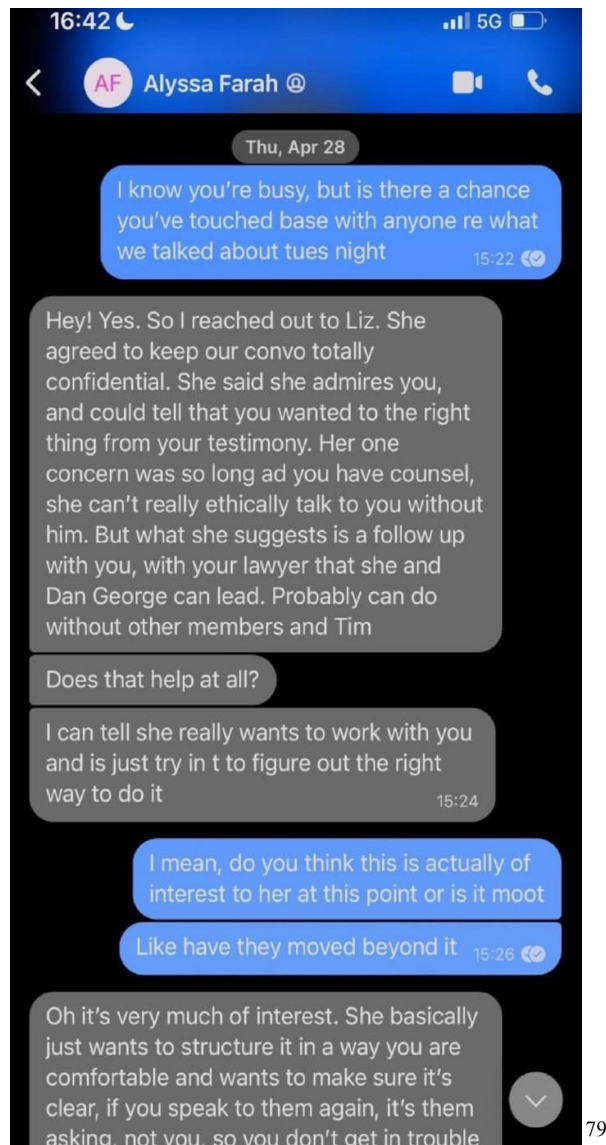 16:42
5G
AF Alyssa Farah @
Thu, Apr 28
I know you're busy, but is there a chance
you've touched base with anyone re what
we talked about tues night
15:22
Hey! Yes. So I reached out to Liz. She
agreed to keep our convo totally
confidential. She said she admires you,
and could tell that you wanted to the right
thing from your testimony. Her one
concern was so long ad you have counsel,
she can't really ethically talk to you without
him. But what she suggests is a follow up
with you, with your lawyer that she and
Dan George can lead. Probably can do
without other members and Tim
Does that help at all?
I can tell she really wants to work with you
and is just try in t to figure out the right
way to do it
15:24
I mean, do you think this is actually of
interest to her at this point or is it moot
Like have they moved beyond it 15:26
Oh it's very much of interest. She basically
just wants to structure it in a way you are
comfortable and wants to make sure it's
clear, if you speak to them again, it's them
asking, not you, so you don't get in trouble
79